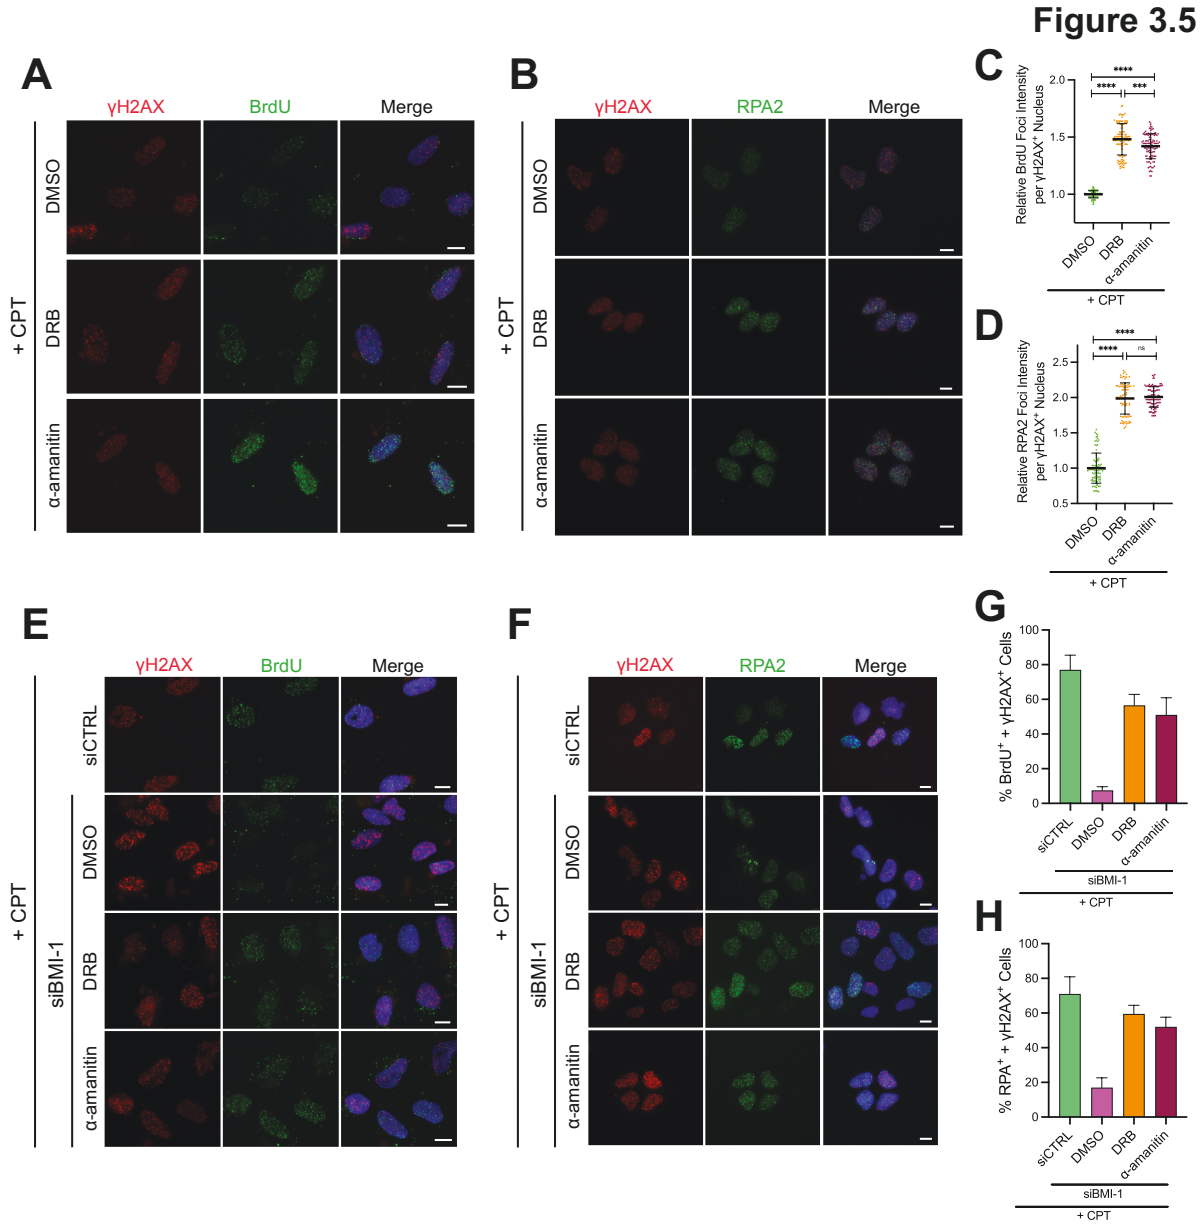 Figure 3.5
A
γH2AX BrdU Merge
+ CPT
DMSO
DRB
α-amanitin
B
γH2AX RPA2 Merge
+ CPT
DMSO
DRB
α-amanitin
C
Relative BrdU Foci Intensity
per γH2AX⁺ Nucleus
2.0
1.5
1.0
****
**** ***
DMSO
DRB
α-amanitin
+ CPT
D
Relative RPA2 Foci Intensity
per γH2AX⁺ Nucleus
2.5
2.0
1.5
1.0
0.5
****
**** ns
DMSO
DRB
α-amanitin
+ CPT
E
γH2AX BrdU Merge
+ CPT
siCTRL
siBMI-1
DMSO
DRB
α-amanitin
F
γH2AX RPA2 Merge
+ CPT
siCTRL
siBMI-1
DMSO
DRB
α-amanitin
G
% BrdU⁺ + γH2AX⁺ Cells
100
80
60
40
20
0
siCTRL
DMSO
DRB
α-amanitin
siBMI-1
+ CPT
H
% RPA⁺ + γH2AX⁺ Cells
100
80
60
40
20
0
siCTRL
DMSO
DRB
α-amanitin
siBMI-1
+ CPT